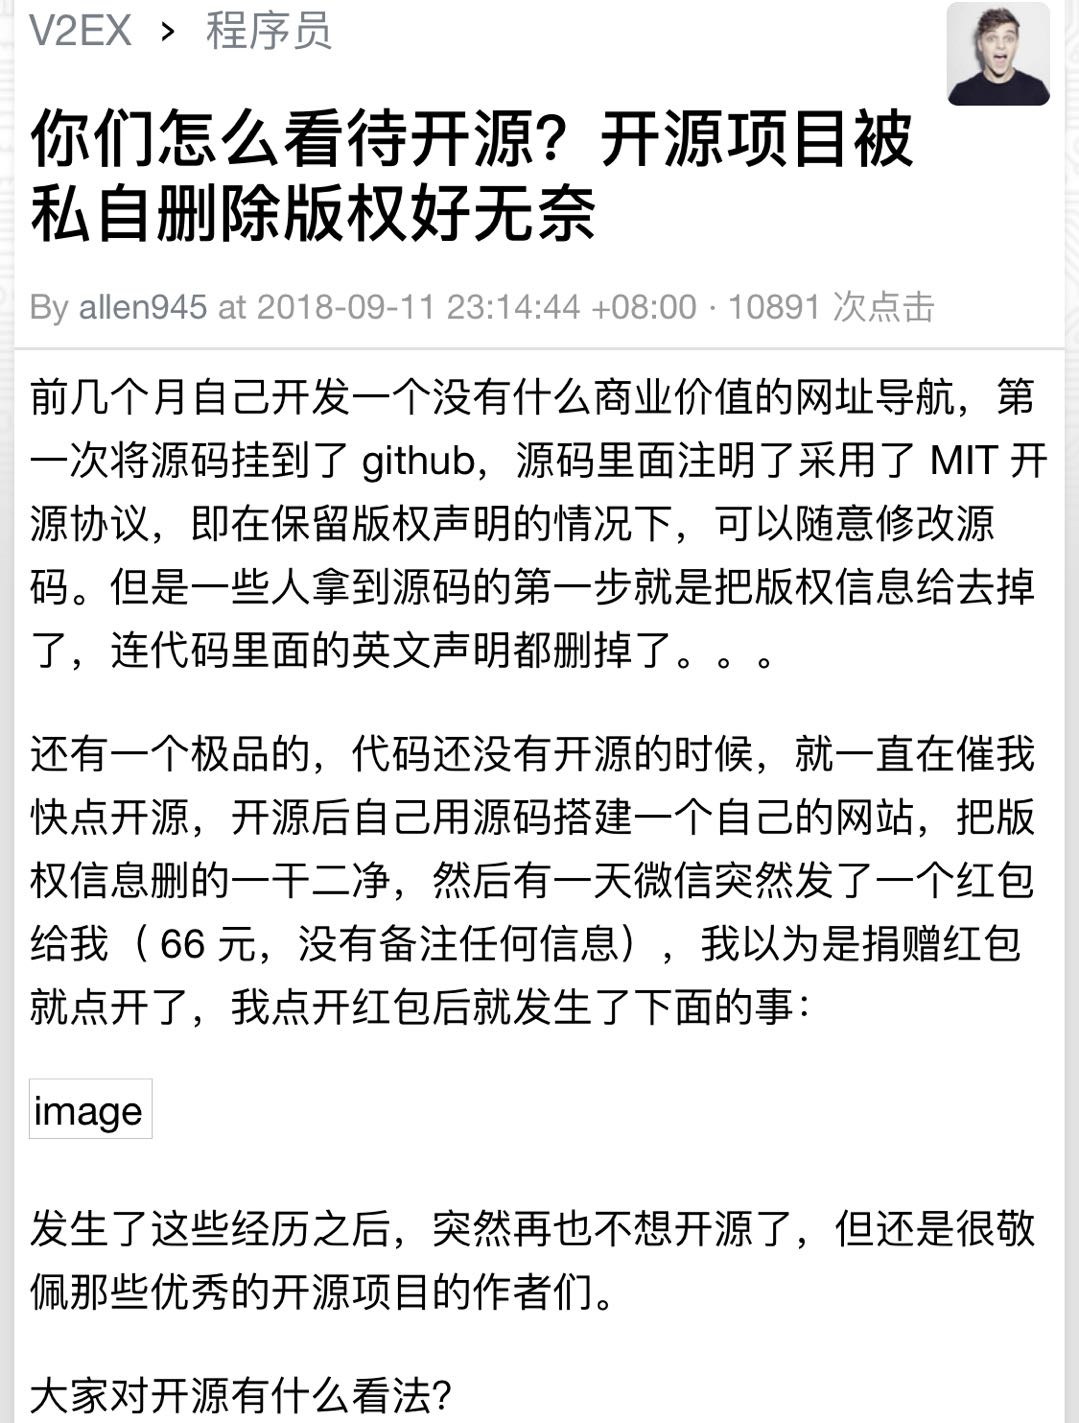 V2EX › 程序员
你们怎么看待开源？开源项目被
私自删除版权好无奈
By allen945 at 2018-09-11 23:14:44 +08:00 · 10891 次点击
前几个月自己开发一个没有什么商业价值的网址导航，第
一次将源码挂到了 github，源码里面注明了采用了 MIT 开
源协议，即在保留版权声明的情况下，可以随意修改源
码。但是一些人拿到源码的第一步就是把版权信息给去掉
了，连代码里面的英文声明都删掉了。。。
还有一个极品的，代码还没有开源的时候，就一直在催我
快点开源，开源后自己用源码搭建一个自己的网站，把版
权信息删的一干二净，然后有一天微信突然发了一个红包
给我（ 66 元，没有备注任何信息），我以为是捐赠红包
就点开了，我点开红包后就发生了下面的事：
image
发生了这些经历之后，突然再也不想开源了，但还是很敬
佩那些优秀的开源项目的作者们。
大家对开源有什么看法？